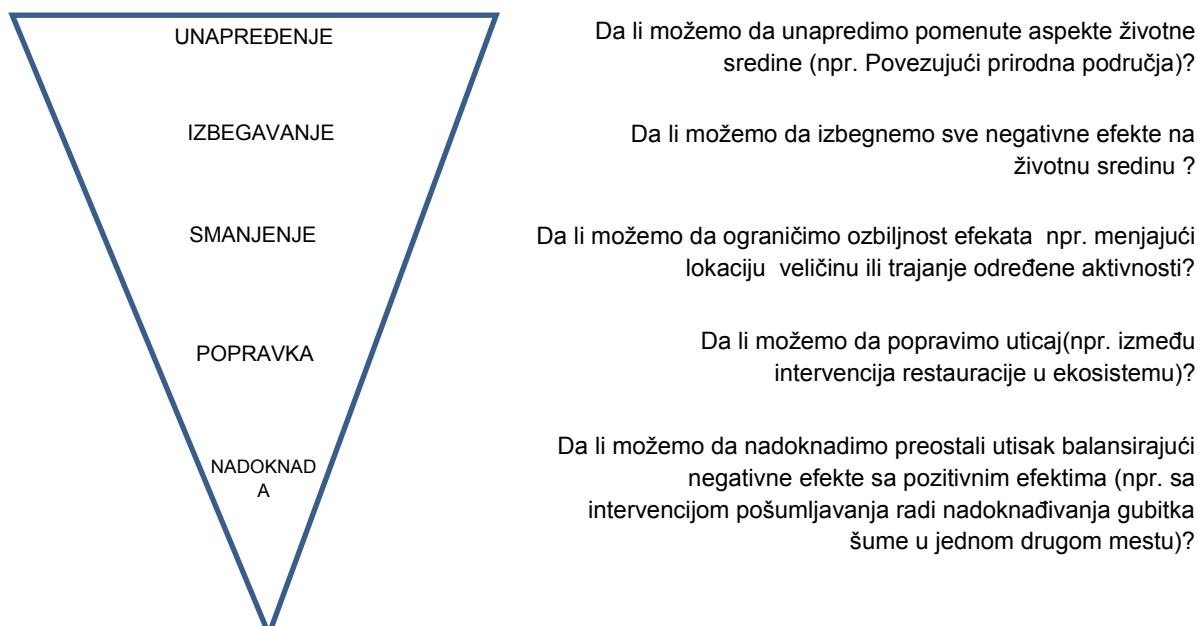 UNAPREĐENJE
Da li možemo da unapredimo pomenute aspekte životne
sredine (npr. Povezujući prirodna područja)?
IZBEGAVANJE
Da li možemo da izbegnemo sve negativne efekte na
životnu sredinu ?
SMANJENJE
Da li možemo da ograničimo ozbiljnost efekata npr. menjajući
lokaciju veličinu ili trajanje određene aktivnosti?
POPRAVKA
Da li možemo da popravimo uticaj(npr. između
intervencija restauracije u ekosistemu)?
NADOKNAD
A
Da li možemo da nadoknadimo preostali utisak balansirajući
negativne efekte sa pozitivnim efektima (npr. sa
intervencijom pošumljavanja radi nadoknađivanja gubitka
šume u jednom drugom mestu)?